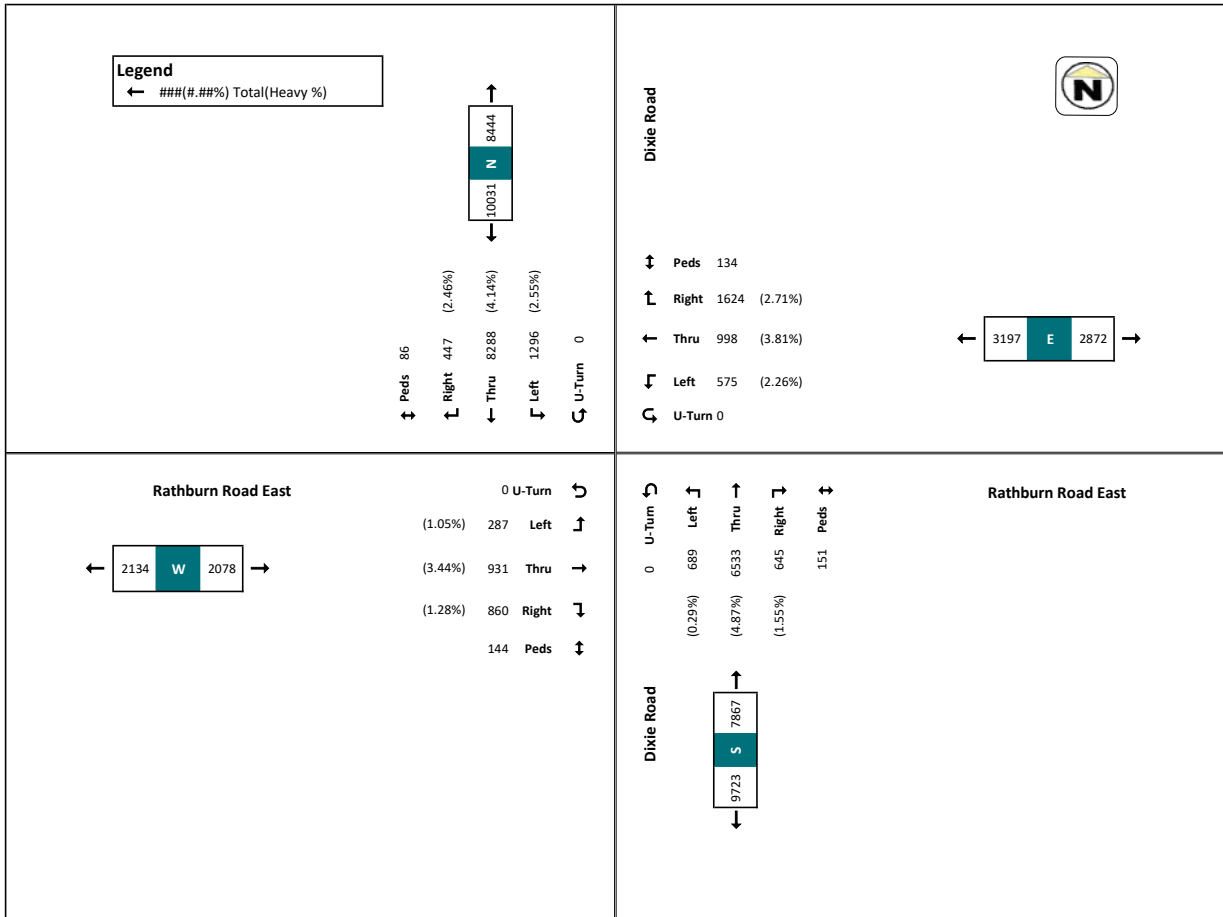 Legend
###(#.##%) Total(Heavy %)
8444
N
10031
Peds 86
Right 447 (2.46%)
Thru 8288 (4.14%)
Left 1296 (2.55%)
U-Turn 0
Dixie Road
N
Peds 134
Right 1624 (2.71%)
Thru 998 (3.81%)
Left 575 (2.26%)
U-Turn 0
3197 E 2872
Rathburn Road East
0 U-Turn
(1.05%) 287 Left
(3.44%) 931 Thru
(1.28%) 860 Right
144 Peds
2134 W 2078
0 U-Turn
(0.29%) 689 Left
(4.87%) 6533 Thru
(1.55%) 645 Right
151 Peds
Rathburn Road East
Dixie Road
9723 S 7867